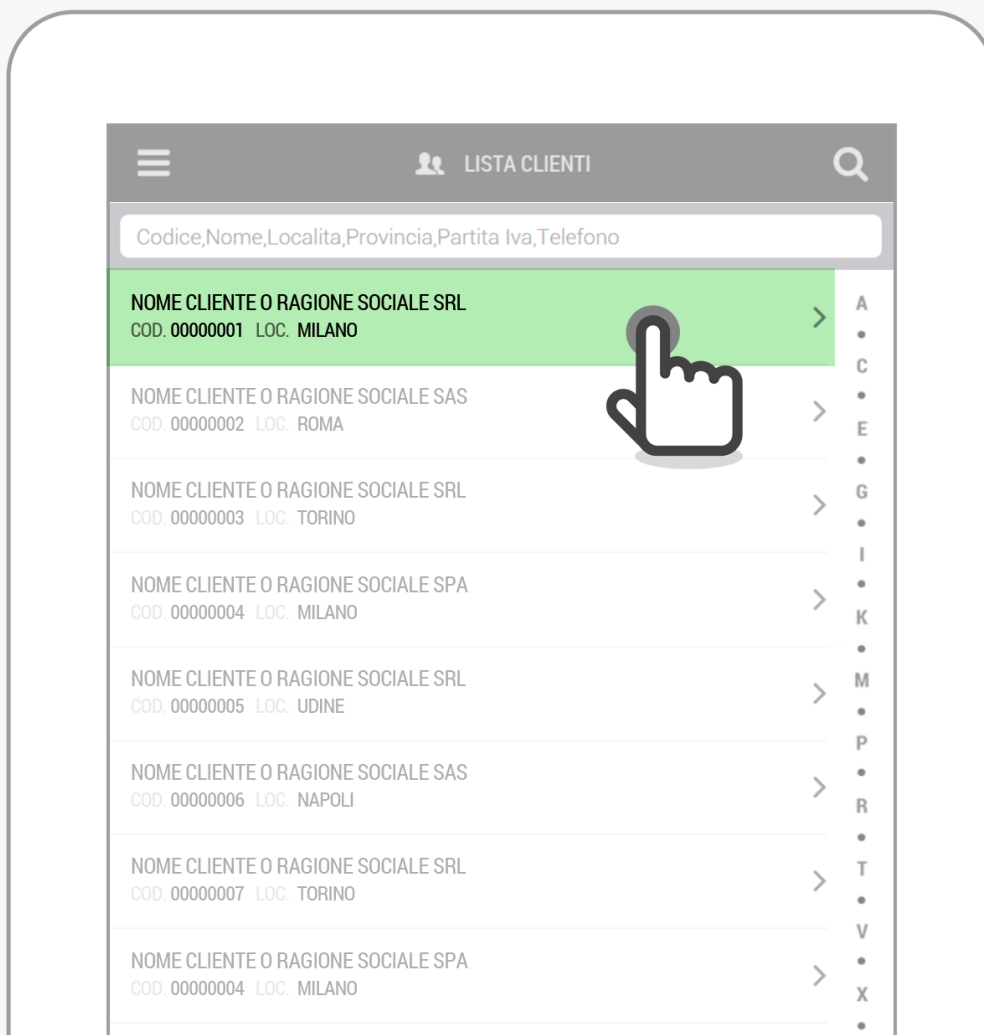 LISTA CLIENTI
Codice,Nome,Localita,Provincia,Partita Iva,Telefono
NOME CLIENTE O RAGIONE SOCIALE SRL
COD. 00000001 LOC. MILANO
NOME CLIENTE O RAGIONE SOCIALE SAS
COD. 00000002 LOC. ROMA
NOME CLIENTE O RAGIONE SOCIALE SRL
COD. 00000003 LOC. TORINO
NOME CLIENTE O RAGIONE SOCIALE SPA
COD. 00000004 LOC. MILANO
NOME CLIENTE O RAGIONE SOCIALE SRL
COD. 00000005 LOC. UDINE
NOME CLIENTE O RAGIONE SOCIALE SAS
COD. 00000006 LOC. NAPOLI
NOME CLIENTE O RAGIONE SOCIALE SRL
COD. 00000007 LOC. TORINO
NOME CLIENTE O RAGIONE SOCIALE SPA
COD. 00000004 LOC. MILANO
A
•
C
•
E
•
G
•
I
•
K
•
M
•
P
•
R
•
T
•
V
•
X
•